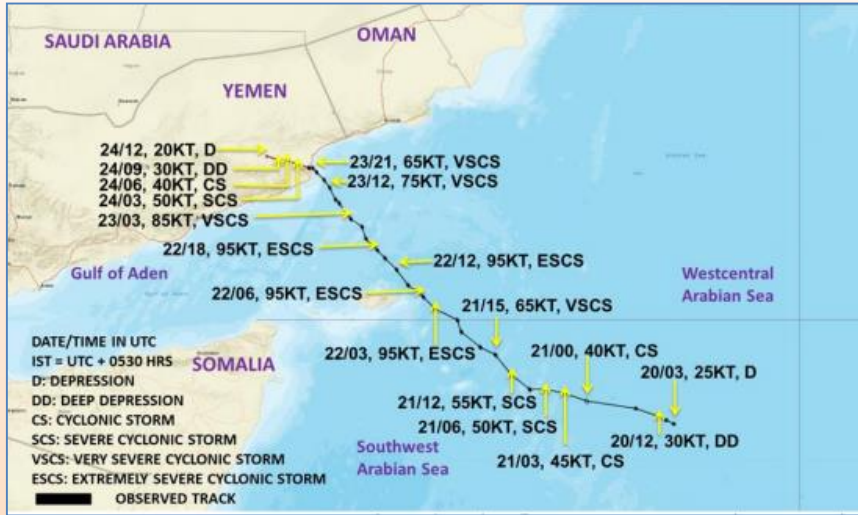 SAUDI ARABIA
OMAN
YEMEN
24/12, 20KT, D
24/09, 30KT, DD
24/06, 40KT, CS
24/03, 50KT, SCS
23/03, 85KT, VSCS
23/21, 65KT, VSCS
23/12, 75KT, VSCS
22/18, 95KT, ESCS
22/12, 95KT, ESCS
Gulf of Aden
Westcentral
Arabian Sea
22/06, 95KT, ESCS
21/15, 65KT, VSCS
22/03, 95KT, ESCS
21/00, 40KT, CS
20/03, 25KT, D
SOMALIA
21/12, 55KT, SCS
21/06, 50KT, SCS
20/12, 30KT, DD
21/03, 45KT, CS
Southwest
Arabian Sea
DATE/TIME IN UTC
IST = UTC + 0530 HRS
D: DEPRESSION
DD: DEEP DEPRESSION
CS: CYCLONIC STORM
SCS: SEVERE CYCLONIC STORM
VSCS: VERY SEVERE CYCLONIC STORM
ESCS: EXTREMELY SEVERE CYCLONIC STORM
OBSERVED TRACK